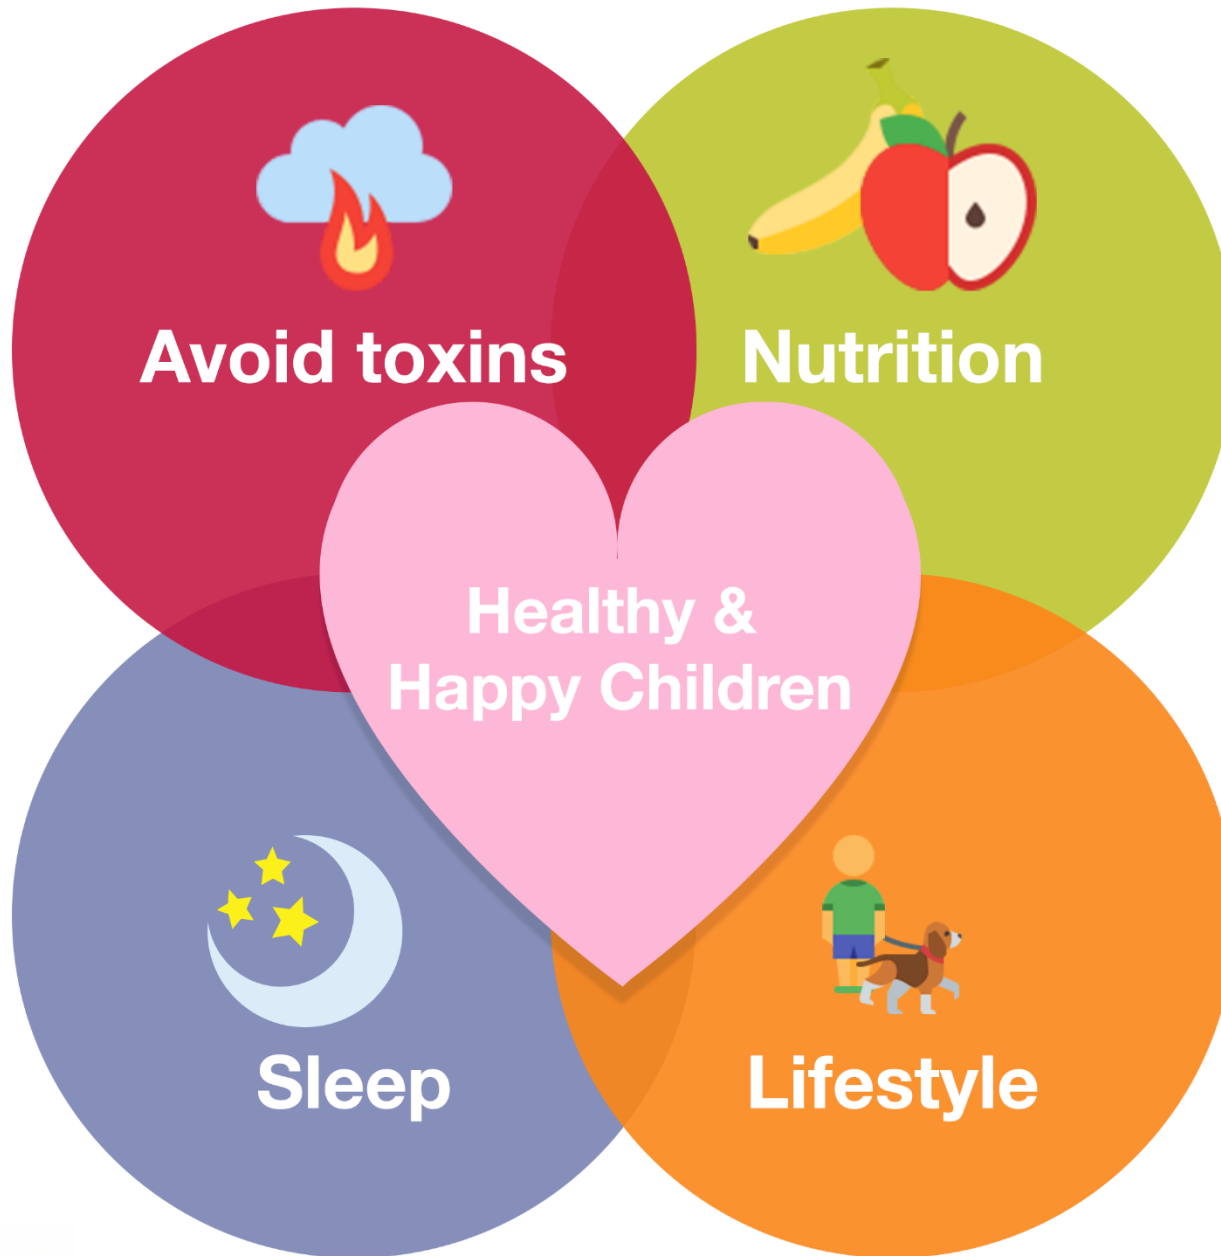 Avoid toxins
Nutrition
Healthy &
Happy Children
Sleep
Lifestyle